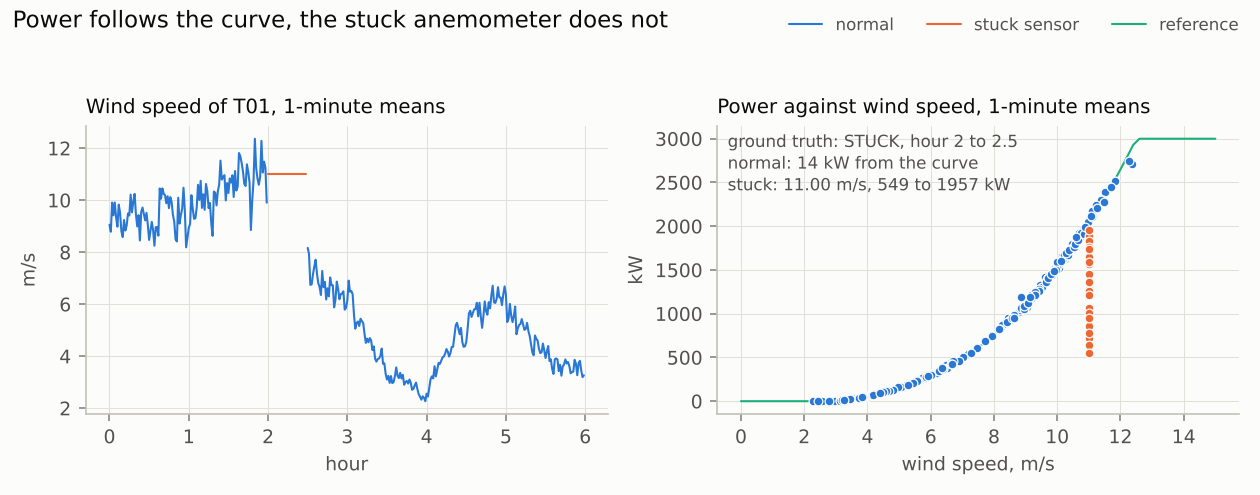 Power follows the curve, the stuck anemometer does not
normal
stuck sensor
reference
Wind speed of T01, 1-minute means
12
10
8
6
4
2
m/s
0 1 2 3 4 5 6
hour
Power against wind speed, 1-minute means
ground truth: STUCK, hour 2 to 2.5
normal: 14 kW from the curve
stuck: 11.00 m/s, 549 to 1957 kW
3000
2500
2000
1500
1000
500
0
kW
0 2 4 6 8 10 12 14
wind speed, m/s